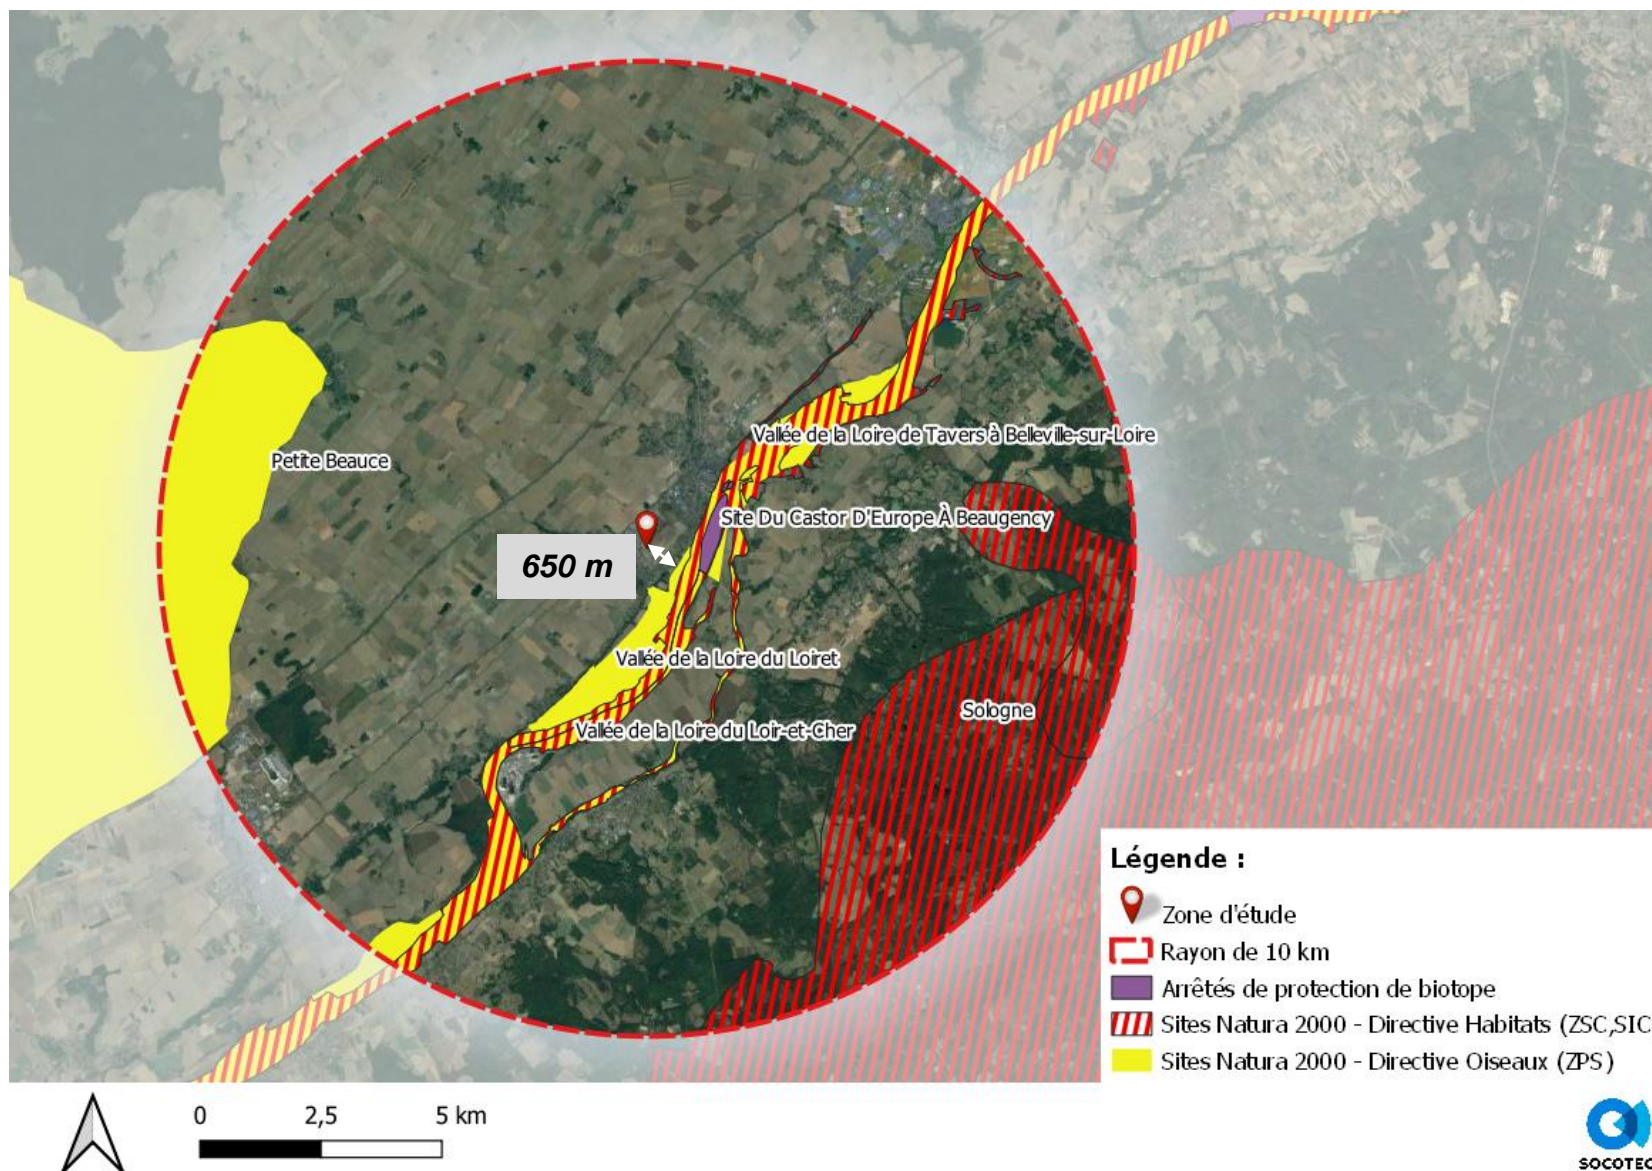 Vallée de la Loire de Tavers à Belleville-sur-Loire
Petite Beauce
Site Du Castor D'Europe À Beaugency
650 m
Vallée de la Loire du Loiret
Sologne
Vallée de la Loire du Loir-et-Cher
Légende :
Zone d'étude
Rayon de 10 km
Arrêtés de protection de biotope
Sites Natura 2000 - Directive Habitats (ZSC,SIC
Sites Natura 2000 - Directive Oiseaux (ZPS)
0 2,5 5 km
SOCOTEC